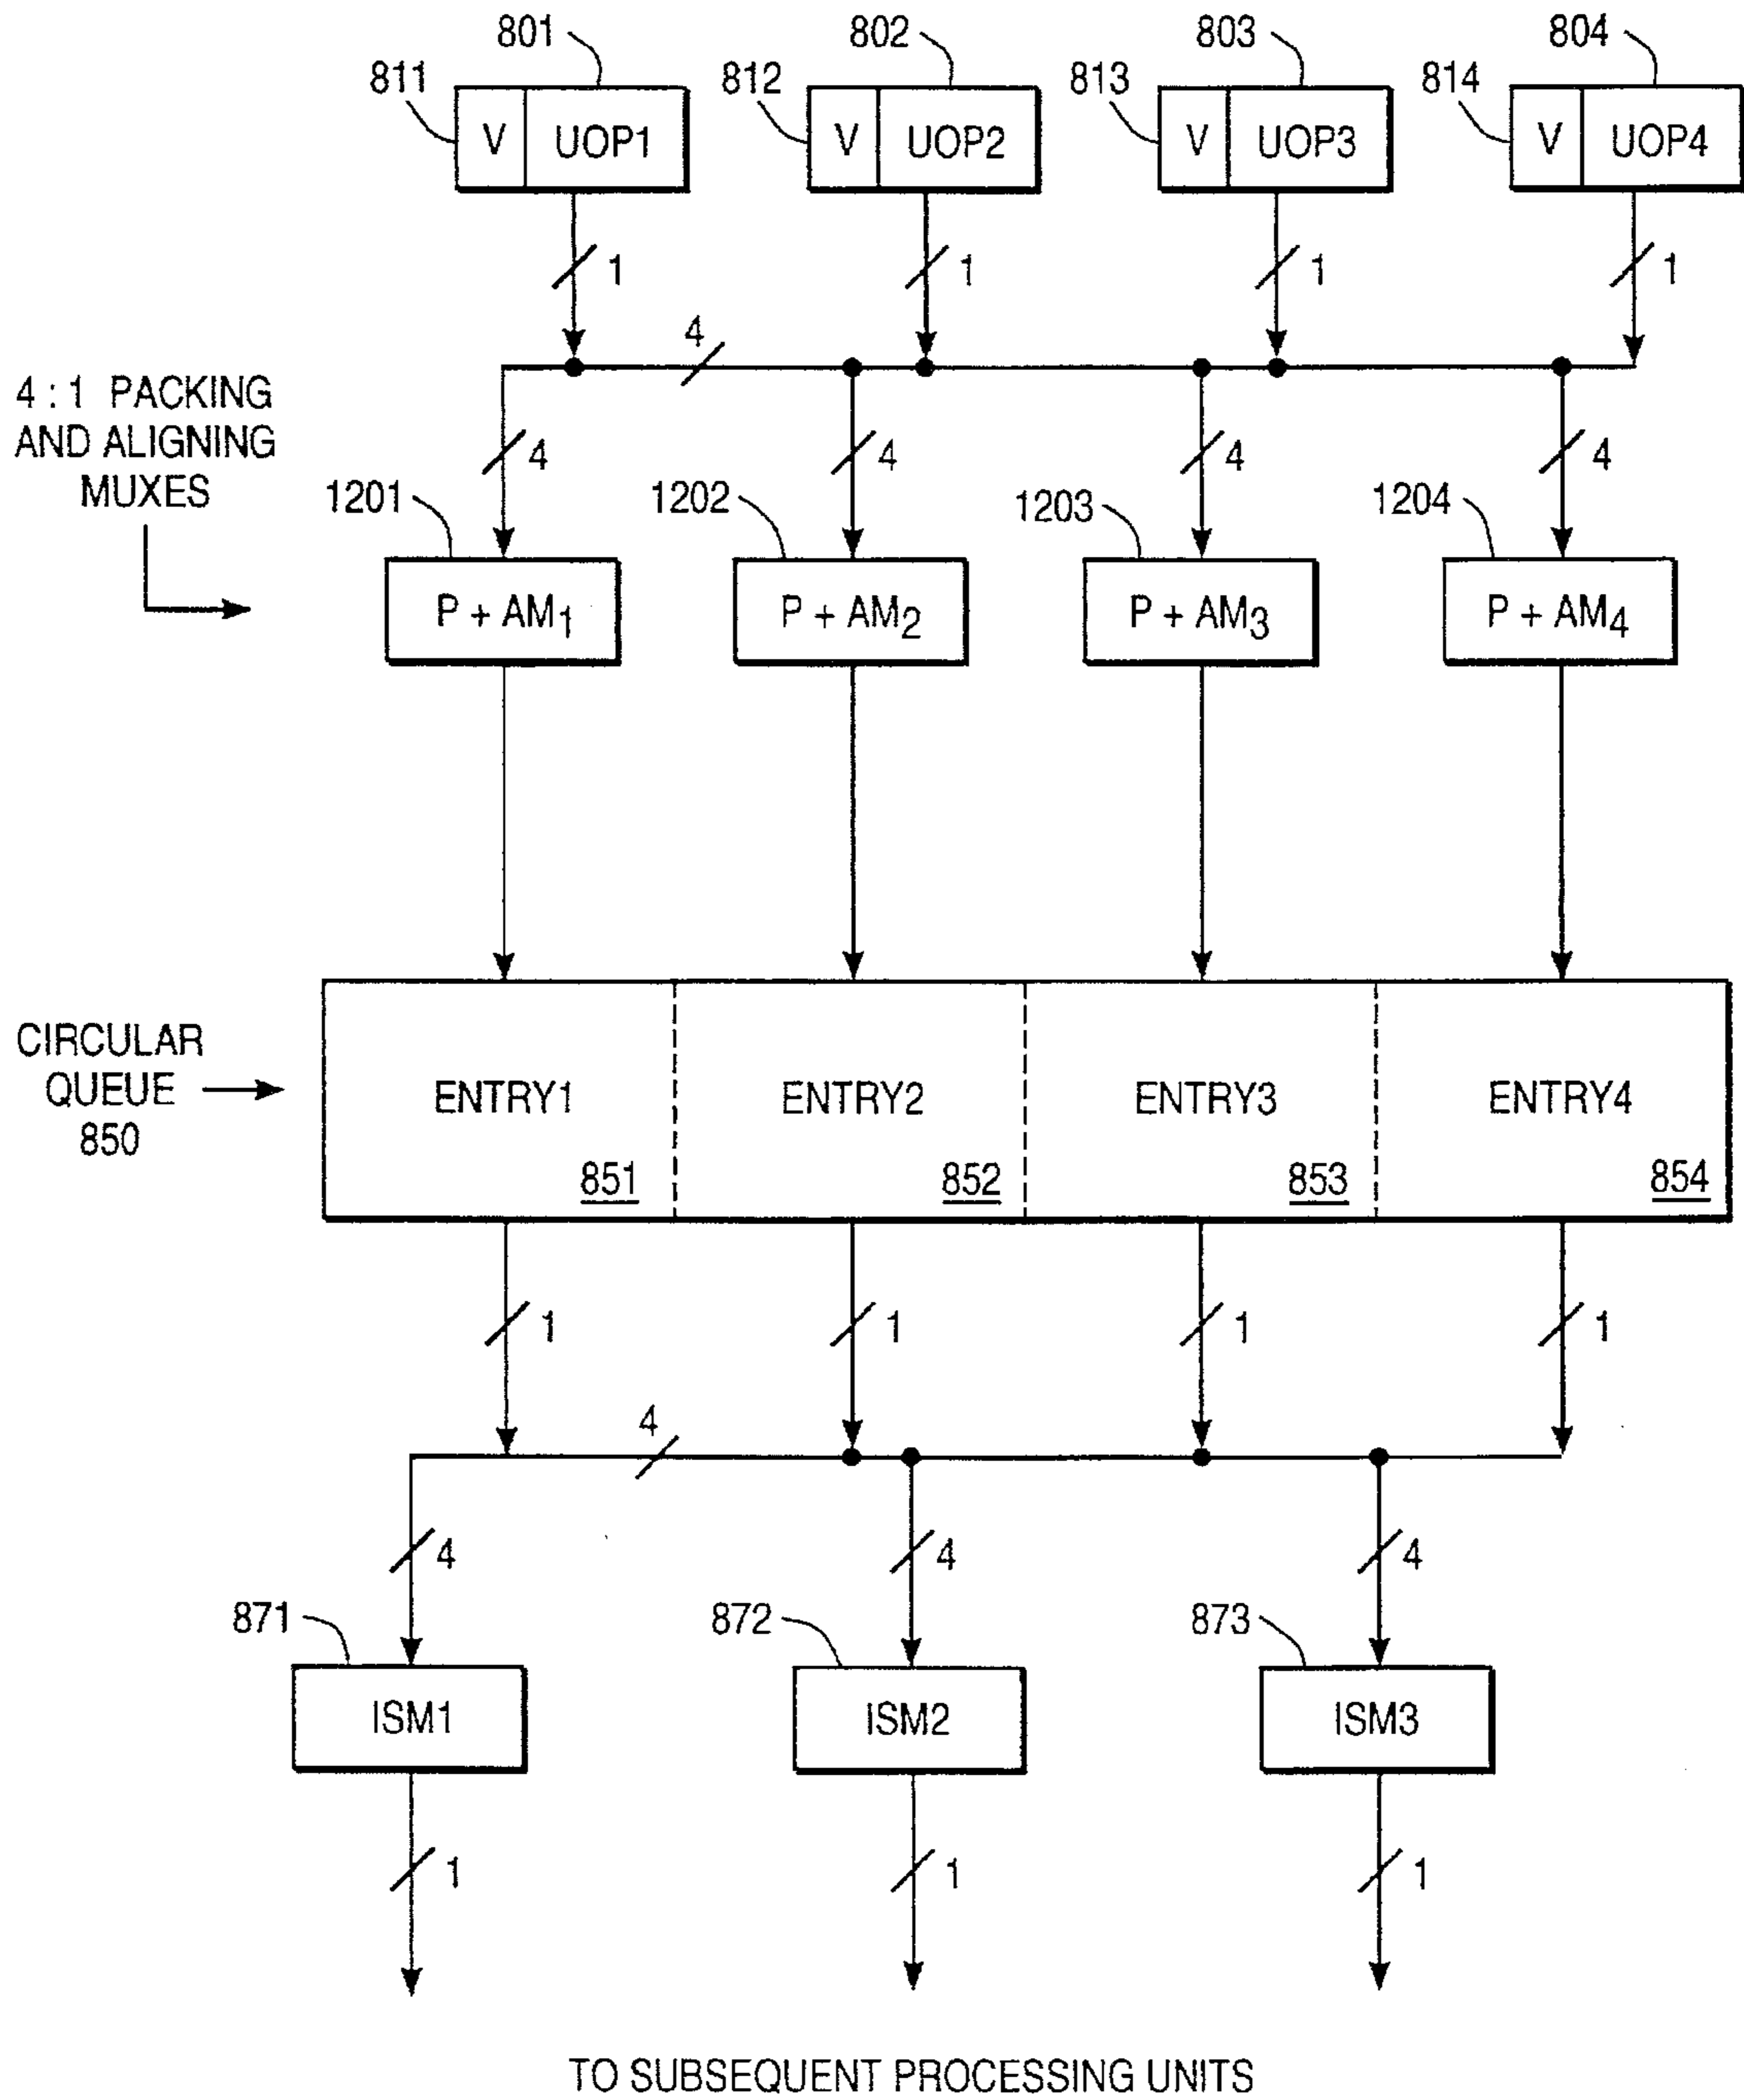 801 802 803 804
811 812 813 814
V UOP1 V UOP2 V UOP3 V UOP4
1 1 1 1
4
4 : 1 PACKING
AND ALIGNING
MUXES
4 4 4 4
1201 1202 1203 1204
P + AM1 P + AM2 P + AM3 P + AM4
CIRCULAR
QUEUE
850
ENTRY1 ENTRY2 ENTRY3 ENTRY4
851 852 853 854
1 1 1 1
4
4 4 4
871 872 873
ISM1 ISM2 ISM3
1 1 1
TO SUBSEQUENT PROCESSING UNITS